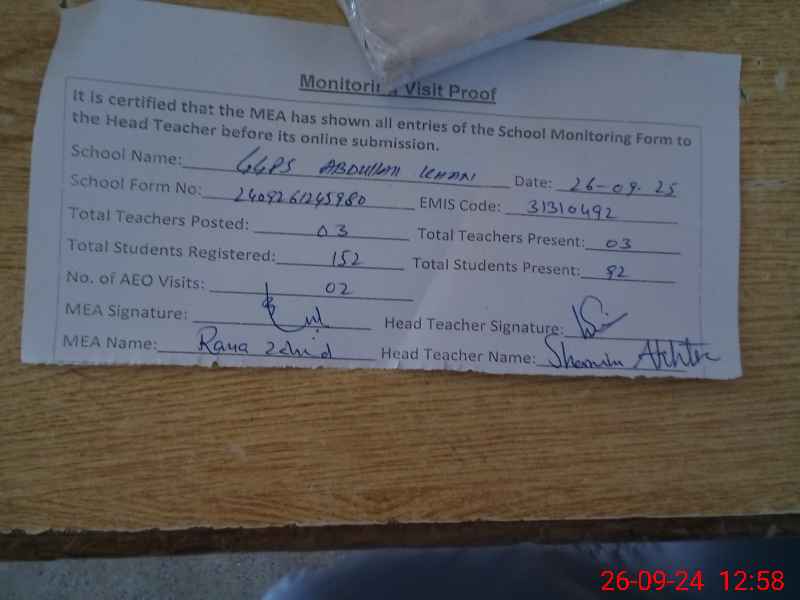 Monitoring Visit Proof
It is certified that the MEA has shown all entries of the School Monitoring Form to
the Head Teacher before its online submission.
School Name: GGPS ABDULLAH KHAN Date: 26-09-25
School Form No: 2409261245980 EMIS Code: 31310492
Total Teachers Posted: 03 Total Teachers Present: 03
Total Students Registered: 152 Total Students Present: 92
No. of AEO Visits: 02
MEA Signature: Head Teacher Signature:
MEA Name: Rana Zahid Head Teacher Name: Shamim Akhter
26-09-24 12:58